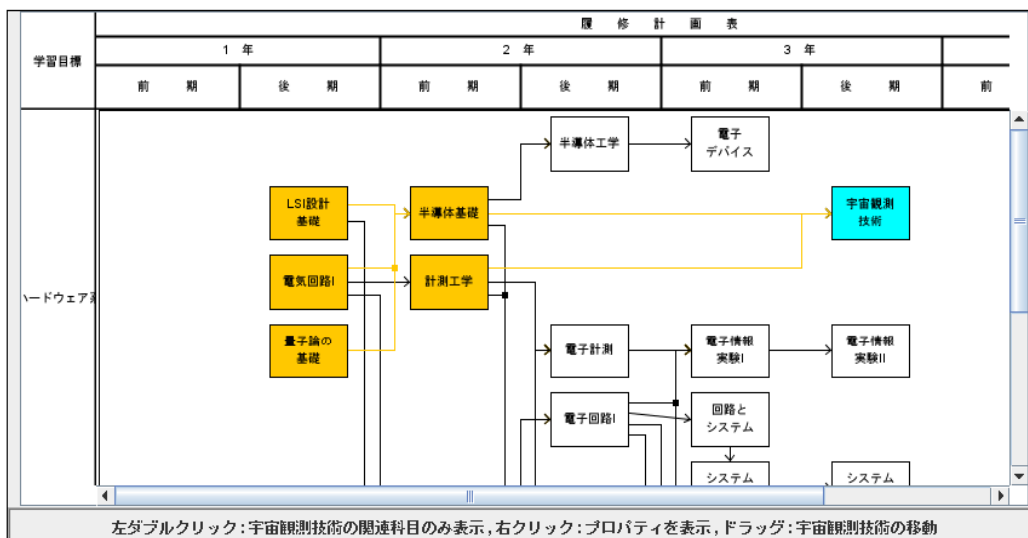 履 修 計 画 表
学習目標
1 年
2 年
3 年
前 期
後 期
前 期
後 期
前 期
後 期
前
半導体工学
電子
デバイス
LSI設計
基礎
半導体基礎
宇宙観測
技術
電気回路I
計測工学
ハードウェア系
量子論の
基礎
電子計測
電子情報
実験I
電子情報
実験II
電子回路I
回路と
システム
システム
システム
左ダブルクリック:宇宙観測技術の関連科目のみ表示,右クリック:プロパティを表示,ドラッグ:宇宙観測技術の移動